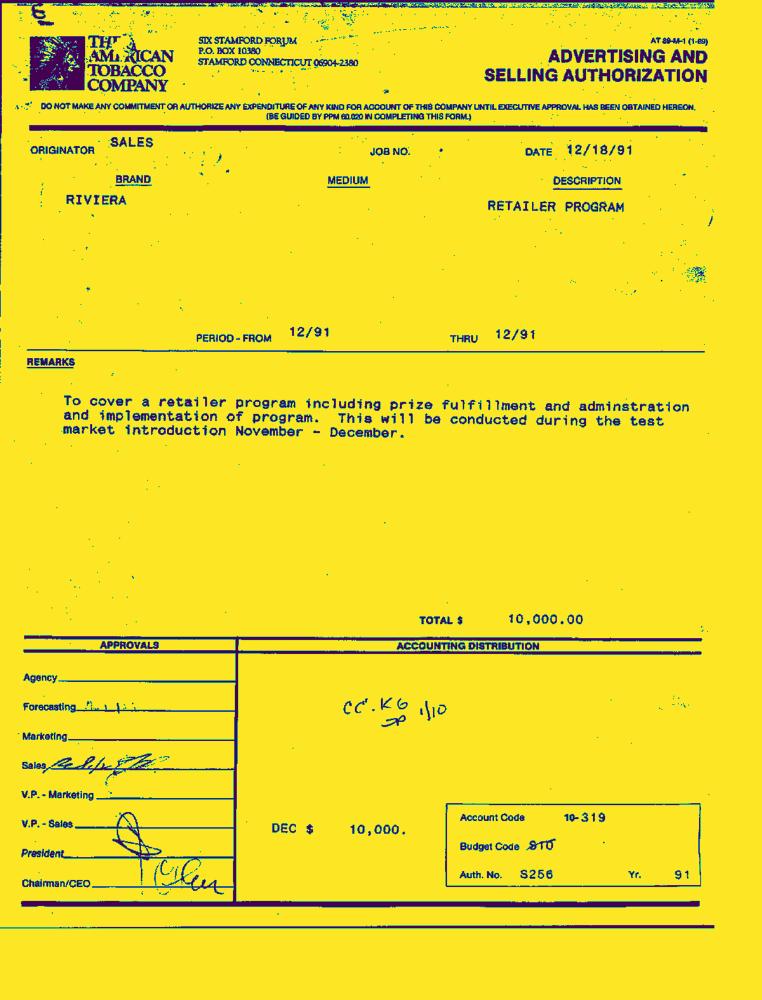 THE
AMERICAN
TOBACCO
COMPANY
SIX STAMFORD FORUM
P.O. BOX 10380
STAMFORD CONNECTICUT 06904-2380
AT 89-M-1 (1-89)
ADVERTISING AND
SELLING AUTHORIZATION
DO NOT MAKE ANY COMMITMENT OR AUTHORIZE ANY EXPENDITURE OF ANY KIND FOR ACCOUNT OF THIS COMPANY UNTIL EXECUTIVE APPROVAL HAS BEEN OBTAINED HEREON.
(BE GUIDED BY PPM 60.020 IN COMPLETING THIS FORM.)
ORIGINATOR SALES JOB NO. DATE 12/18/91
BRAND MEDIUM DESCRIPTION
RIVIERA RETAILER PROGRAM
PERIOD - FROM 12/91 THRU 12/91
REMARKS
To cover a retailer program including prize fulfillment and adminstration
and implementation of program. This will be conducted during the test
market introduction November - December.
TOTAL $ 10,000.00
APPROVALS ACCOUNTING DISTRIBUTION
Agency
Forecasting
CC. KG 1/10
Marketing
Sales
V.P. - Marketing
V.P. - Sales
DEC $ 10,000.
Account Code 10-319
Budget Code
President
Chairman/CEO
Auth. No. S256 Yr. 91